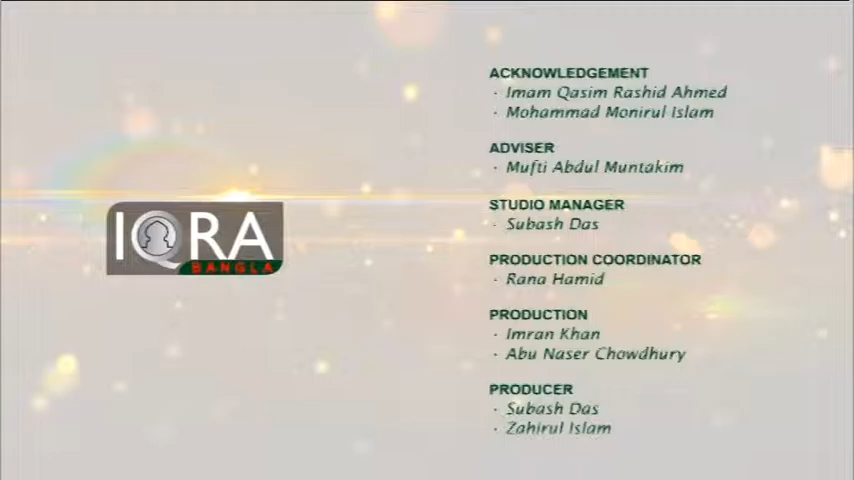 IQRA
BANGLA
ACKNOWLEDGEMENT
· Imam Qasim Rashid Ahmed
· Mohammad Monirul Islam
ADVISER
· Mufti Abdul Muntakim
STUDIO MANAGER
· Subash Das
PRODUCTION COORDINATOR
· Rana Hamid
PRODUCTION
· Imran Khan
· Abu Naser Chowdhury
PRODUCER
· Subash Das
· Zahirul Islam